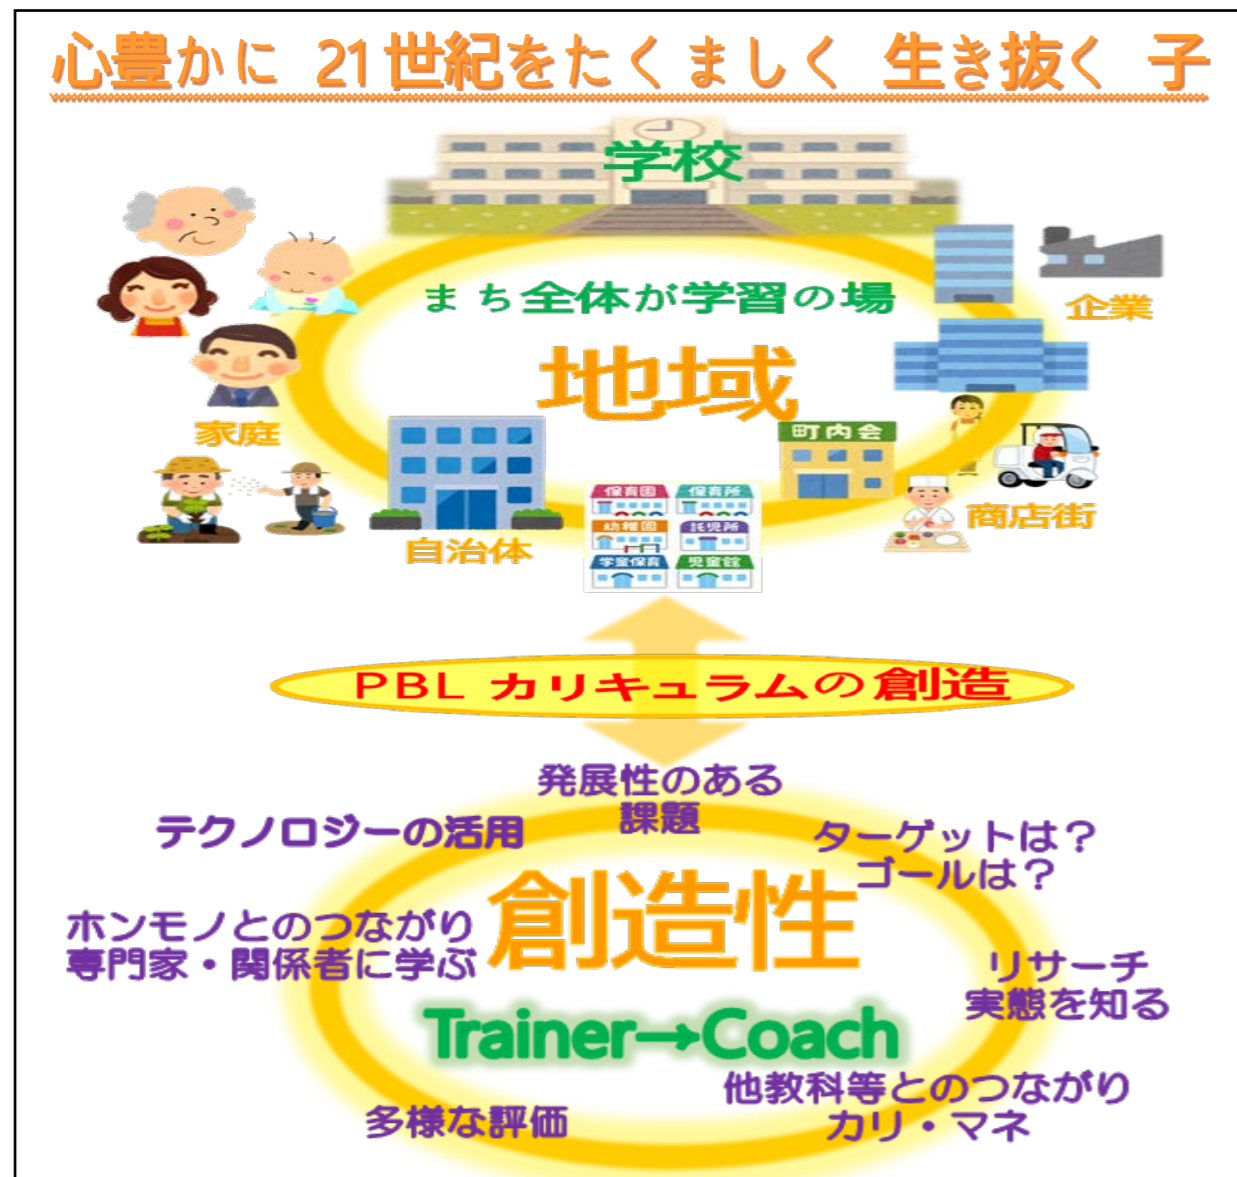 心豊かに 21世紀をたくましく 生き抜く 子
学校
まち全体が学習の場
地域
企業
家庭
町内会
保育園
保育所
幼稚園
託児所
学童保育
児童館
商店街
自治体
PBL カリキュラムの創造
発展性のある
課題
テクノロジーの活用
ターゲットは？
ゴールは？
創造性
ホンモノとのつながり
専門家・関係者に学ぶ
リサーチ
実態を知る
Trainer→Coach
他教科等とのつながり
カリ・マネ
多様な評価